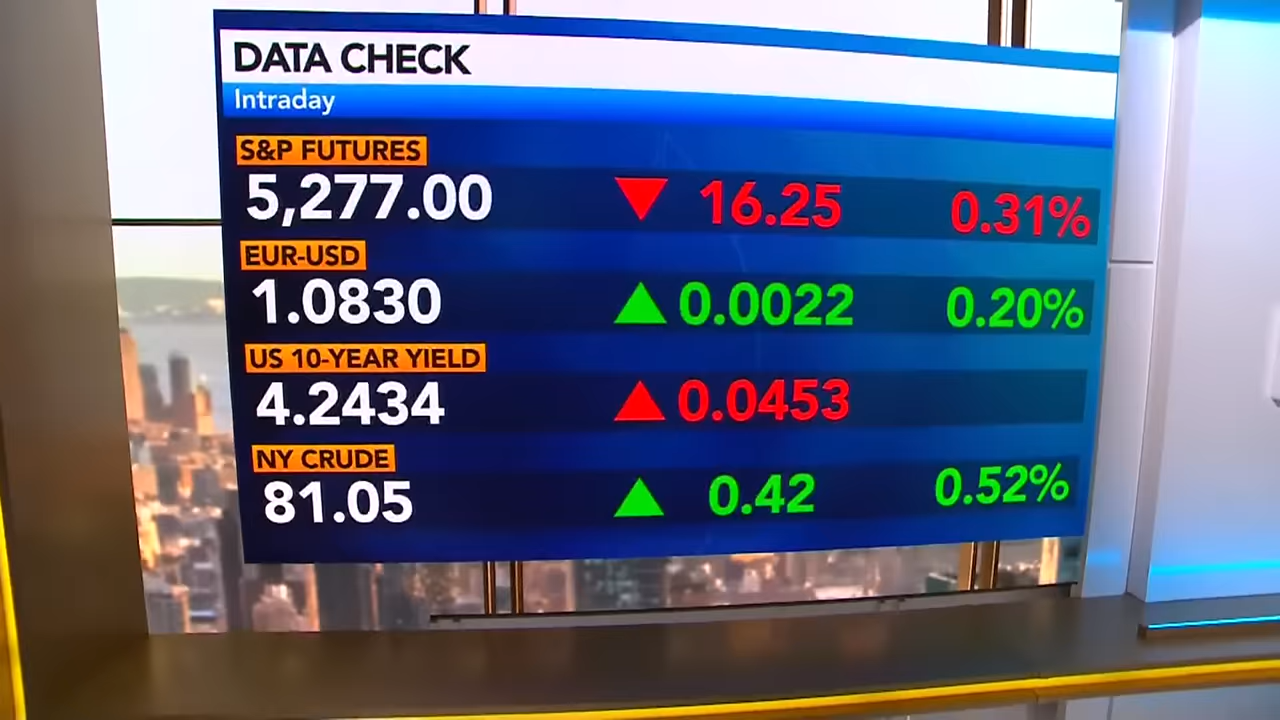 DATA CHECK
Intraday
S&P FUTURES
5,277.00 ▼ 16.25 0.31%
EUR-USD
1.0830 ▲ 0.0022 0.20%
US 10-YEAR YIELD
4.2434 ▲ 0.0453
NY CRUDE
81.05 ▲ 0.42 0.52%